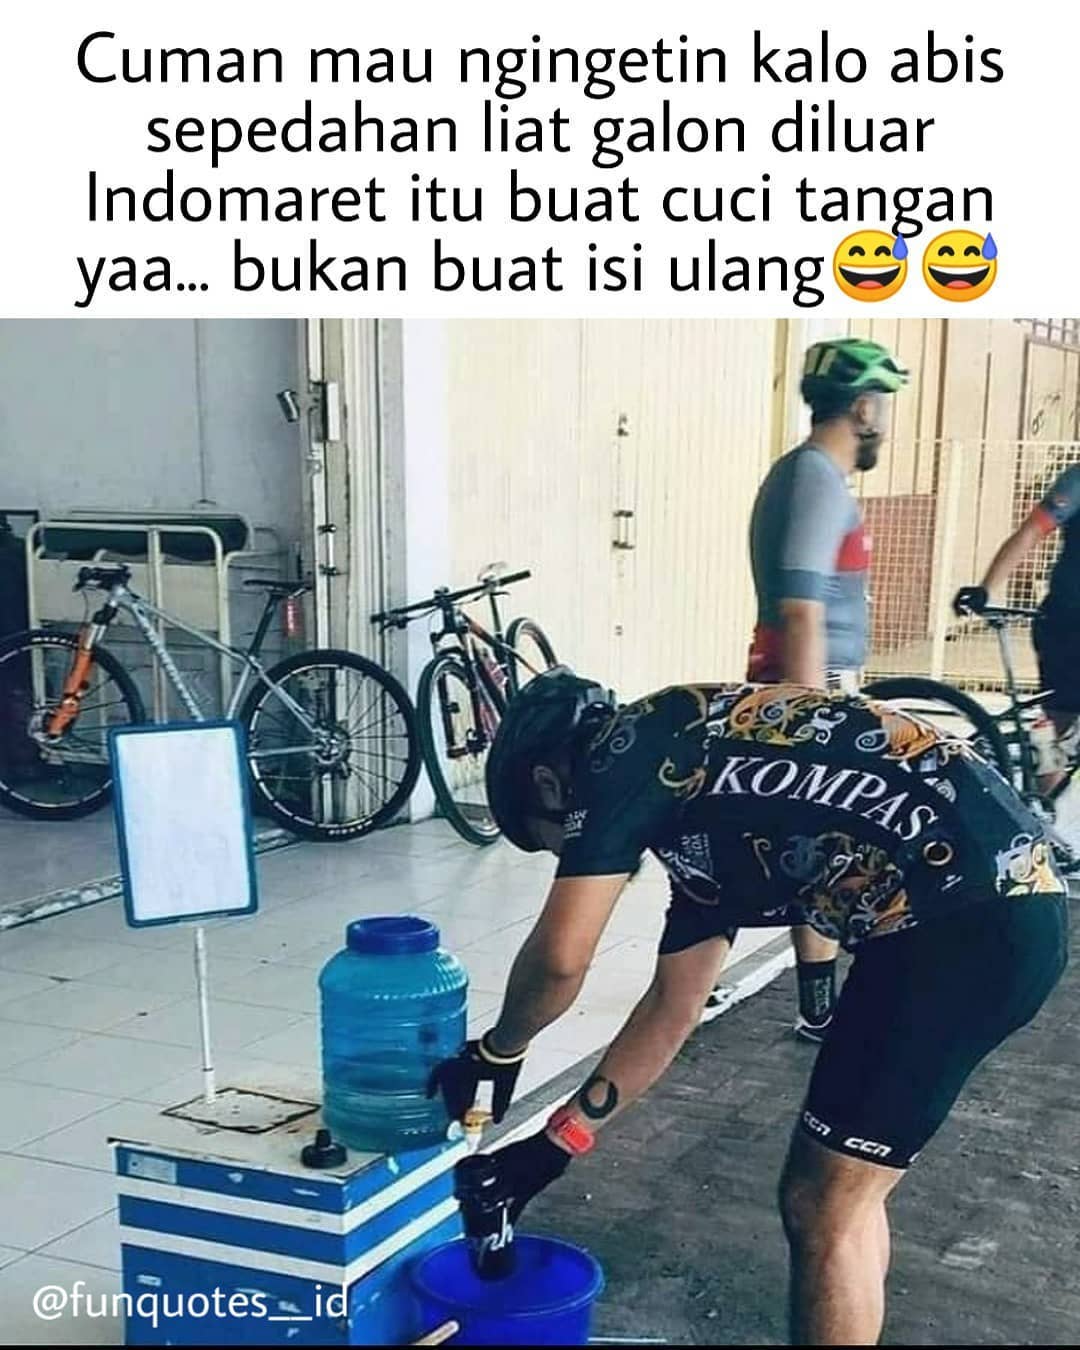 Cuman mau ngingetin kalo abis
sepedahan liat galon diluar
Indomaret itu buat cuci tangan
yaa... bukan buat isi ulang😅😅
KOMPAS
CCN CCN
@funquotes__id